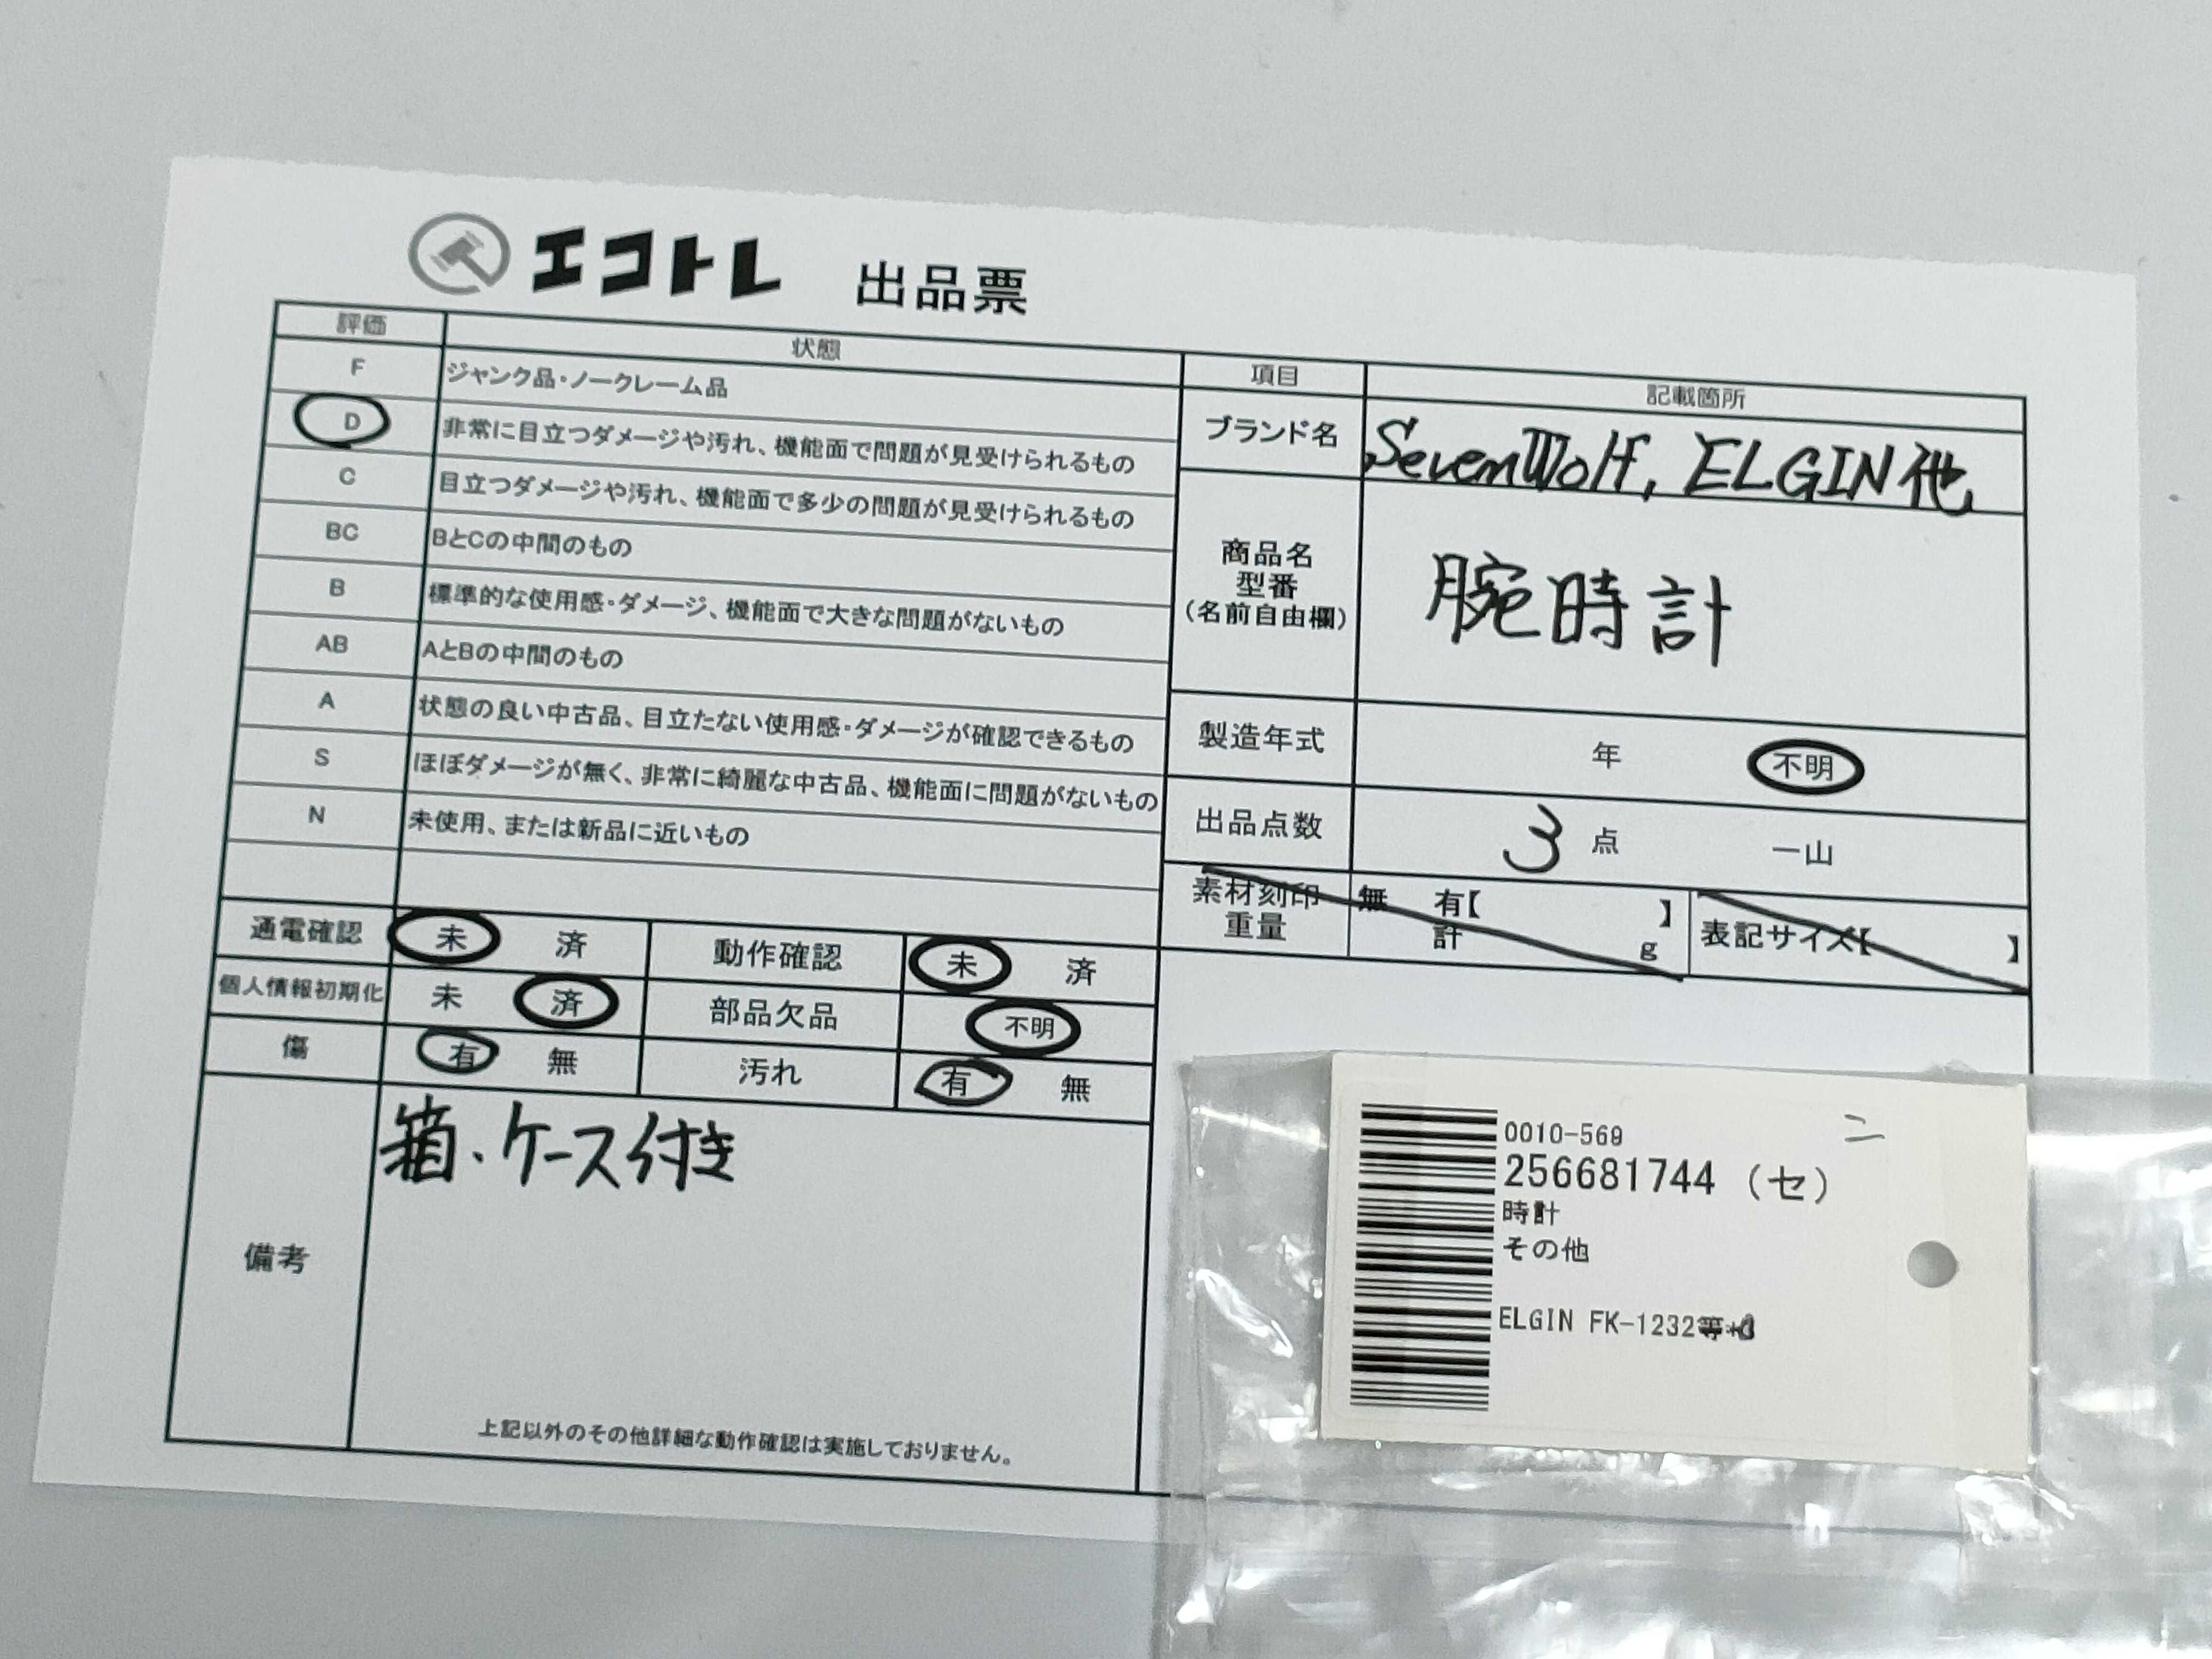 エコトレ 出品票
評価 状態
F ジャンク品・ノークレーム品
D 非常に目立つダメージや汚れ、機能面で問題が見受けられるもの
C 目立つダメージや汚れ、機能面で多少の問題が見受けられるもの
BC BとCの中間のもの
B 標準的な使用感・ダメージ、機能面で大きな問題がないもの
AB AとBの中間のもの
A 状態の良い中古品、目立たない使用感・ダメージが確認できるもの
S ほぼダメージが無く、非常に綺麗な中古品、機能面に問題がないもの
N 未使用、または新品に近いもの
通電確認 未 済 動作確認 未 済
個人情報初期化 未 済 部品欠品 不明
傷 有 無 汚れ 有 無
備考
箱・ケース付き
上記以外のその他詳細な動作確認は実施しておりません。
項目 記載箇所
ブランド名 SevenWolf, ELGIN 他
商品名
型番
(名前自由欄)
腕時計
製造年式 年 不明
出品点数 3 点 一山
素材刻印 無 有【 】
重量 計 g
表記サイズ【 】
0010-569 ニ
256681744 (セ)
時計
その他
ELGIN FK-1232等